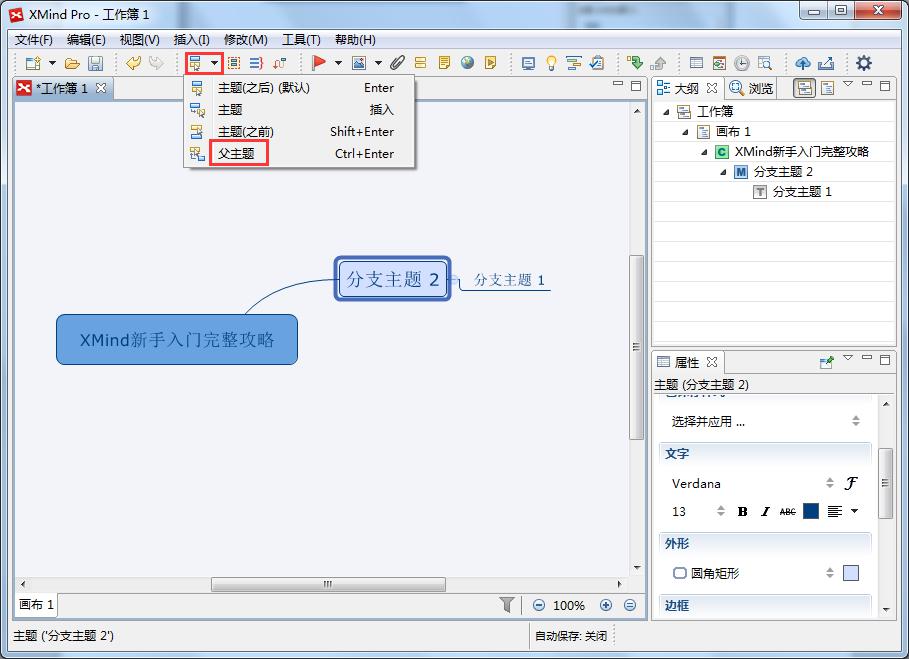 XMind Pro - 工作簿 1
文件(F) 编辑(E) 视图(V) 插入(I) 修改(M) 工具(T) 帮助(H)
*工作簿 1
主题(之后) (默认) Enter
主题 插入
主题(之前) Shift+Enter
父主题 Ctrl+Enter
分支主题 2
分支主题 1
XMind新手入门完整攻略
大纲 浏览
工作簿
画布 1
C XMind新手入门完整攻略
M 分支主题 2
T 分支主题 1
属性
主题 (分支主题 2)
选择并应用 ...
文字
Verdana F
13 B I ABC
外形
圆角矩形
边框
画布 1
100%
主题 ('分支主题 2')
自动保存: 关闭